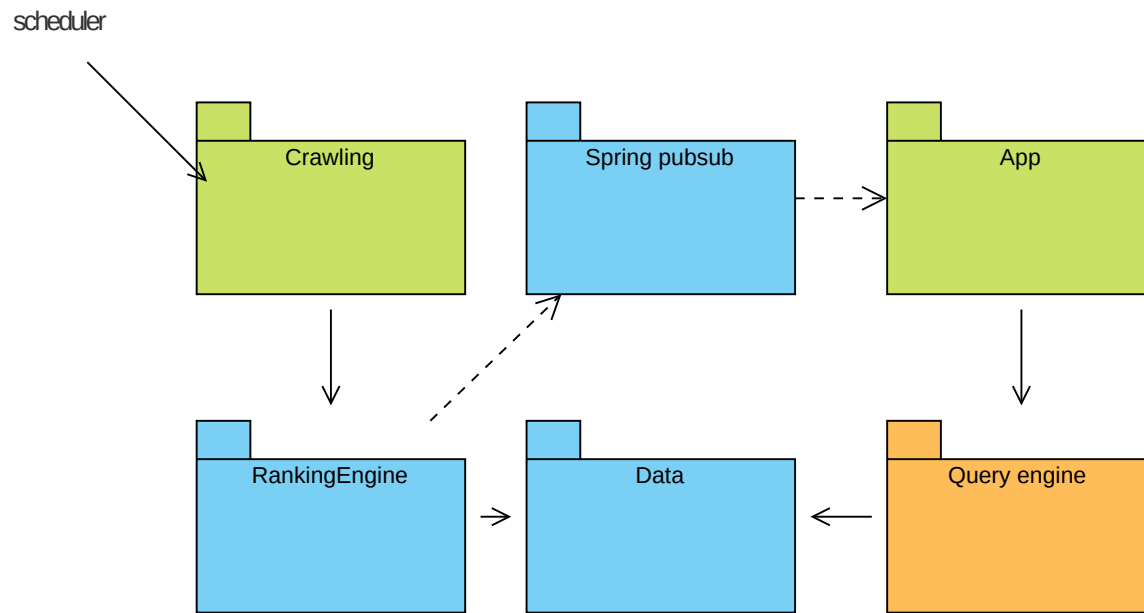 scheduler
Crawling
Spring pubsub
App
RankingEngine
Data
Query engine